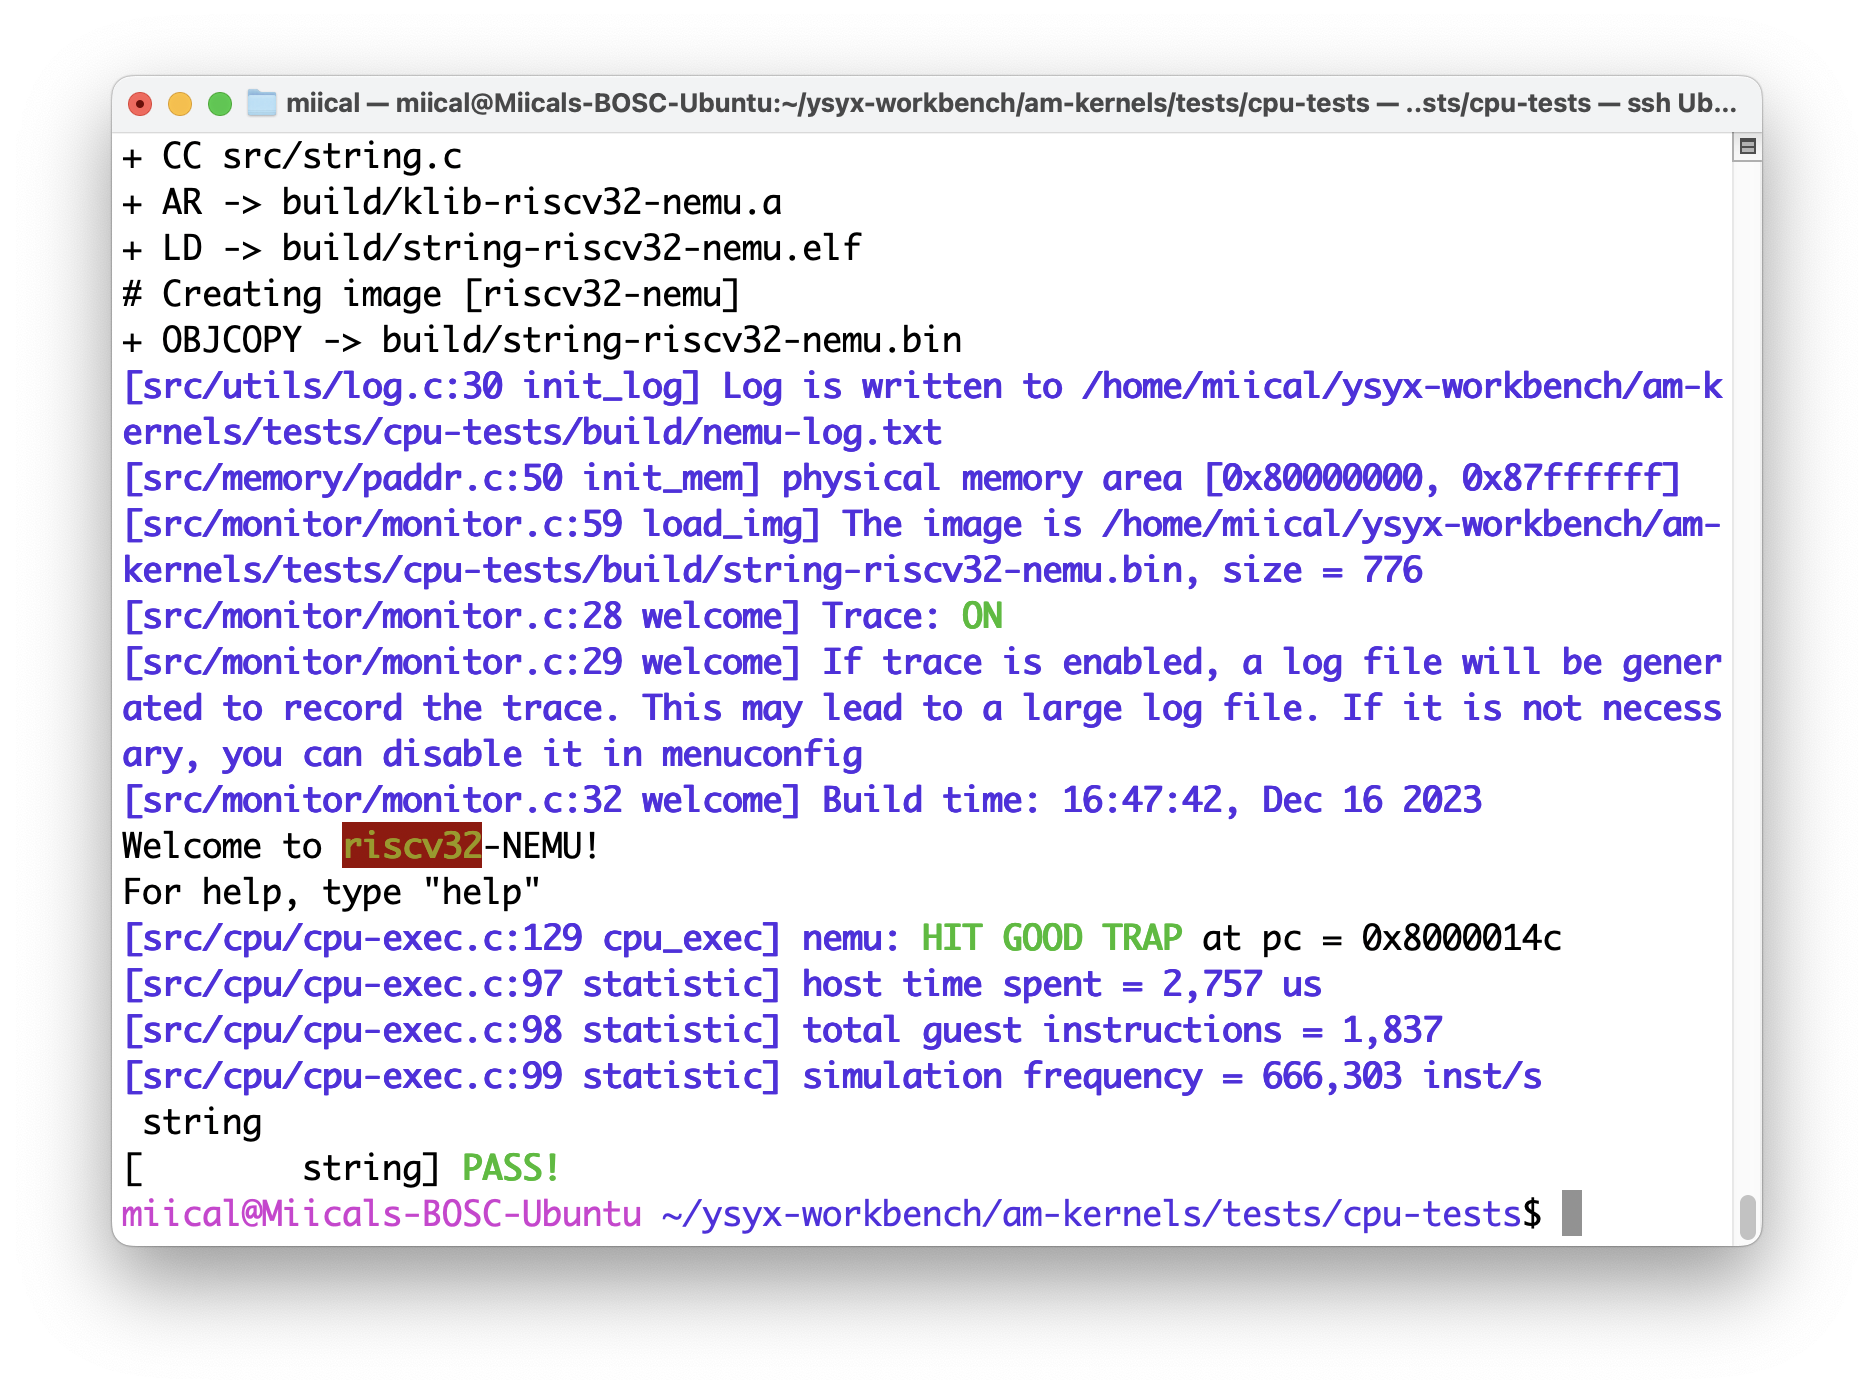 miical — miical@Miicals-BOSC-Ubuntu:~/ysyx-workbench/am-kernels/tests/cpu-tests — ..sts/cpu-tests — ssh Ub...
+ CC src/string.c
+ AR -> build/klib-riscv32-nemu.a
+ LD -> build/string-riscv32-nemu.elf
# Creating image [riscv32-nemu]
+ OBJCOPY -> build/string-riscv32-nemu.bin
[src/utils/log.c:30 init_log] Log is written to /home/miical/ysyx-workbench/am-k
ernels/tests/cpu-tests/build/nemu-log.txt
[src/memory/paddr.c:50 init_mem] physical memory area [0x80000000, 0x87ffffff]
[src/monitor/monitor.c:59 load_img] The image is /home/miical/ysyx-workbench/am-
kernels/tests/cpu-tests/build/string-riscv32-nemu.bin, size = 776
[src/monitor/monitor.c:28 welcome] Trace: ON
[src/monitor/monitor.c:29 welcome] If trace is enabled, a log file will be gener
ated to record the trace. This may lead to a large log file. If it is not necess
ary, you can disable it in menuconfig
[src/monitor/monitor.c:32 welcome] Build time: 16:47:42, Dec 16 2023
Welcome to riscv32-NEMU!
For help, type "help"
[src/cpu/cpu-exec.c:129 cpu_exec] nemu: HIT GOOD TRAP at pc = 0x8000014c
[src/cpu/cpu-exec.c:97 statistic] host time spent = 2,757 us
[src/cpu/cpu-exec.c:98 statistic] total guest instructions = 1,837
[src/cpu/cpu-exec.c:99 statistic] simulation frequency = 666,303 inst/s
 string
[        string] PASS!
miical@Miicals-BOSC-Ubuntu ~/ysyx-workbench/am-kernels/tests/cpu-tests$